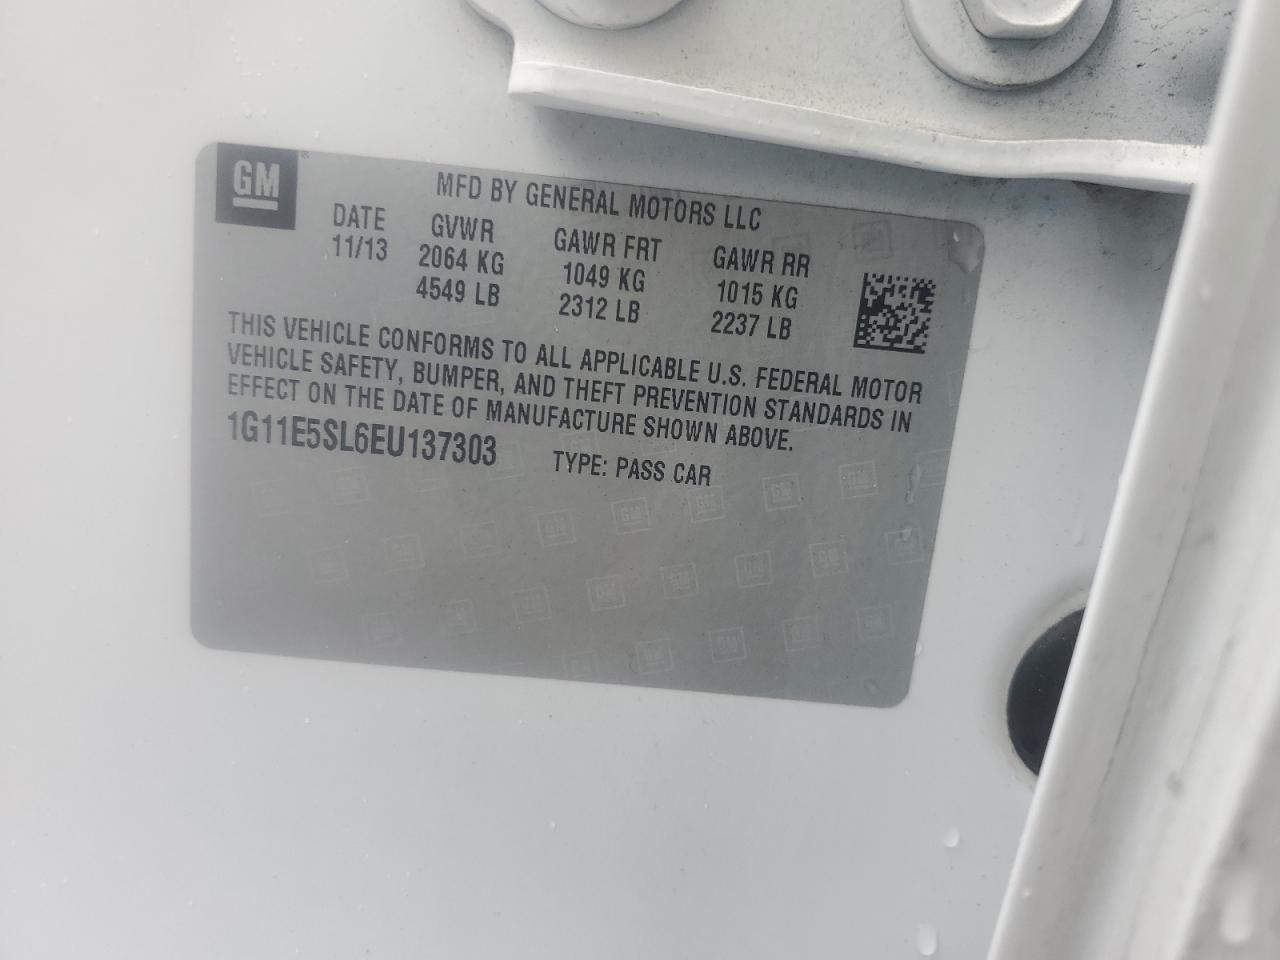 GM
MFD BY GENERAL MOTORS LLC
DATE GVWR GAWR FRT GAWR RR
11/13 2064 KG 1049 KG 1015 KG
4549 LB 2312 LB 2237 LB
THIS VEHICLE CONFORMS TO ALL APPLICABLE U.S. FEDERAL MOTOR
VEHICLE SAFETY, BUMPER, AND THEFT PREVENTION STANDARDS IN
EFFECT ON THE DATE OF MANUFACTURE SHOWN ABOVE.
1G11E5SL6EU137303 TYPE: PASS CAR